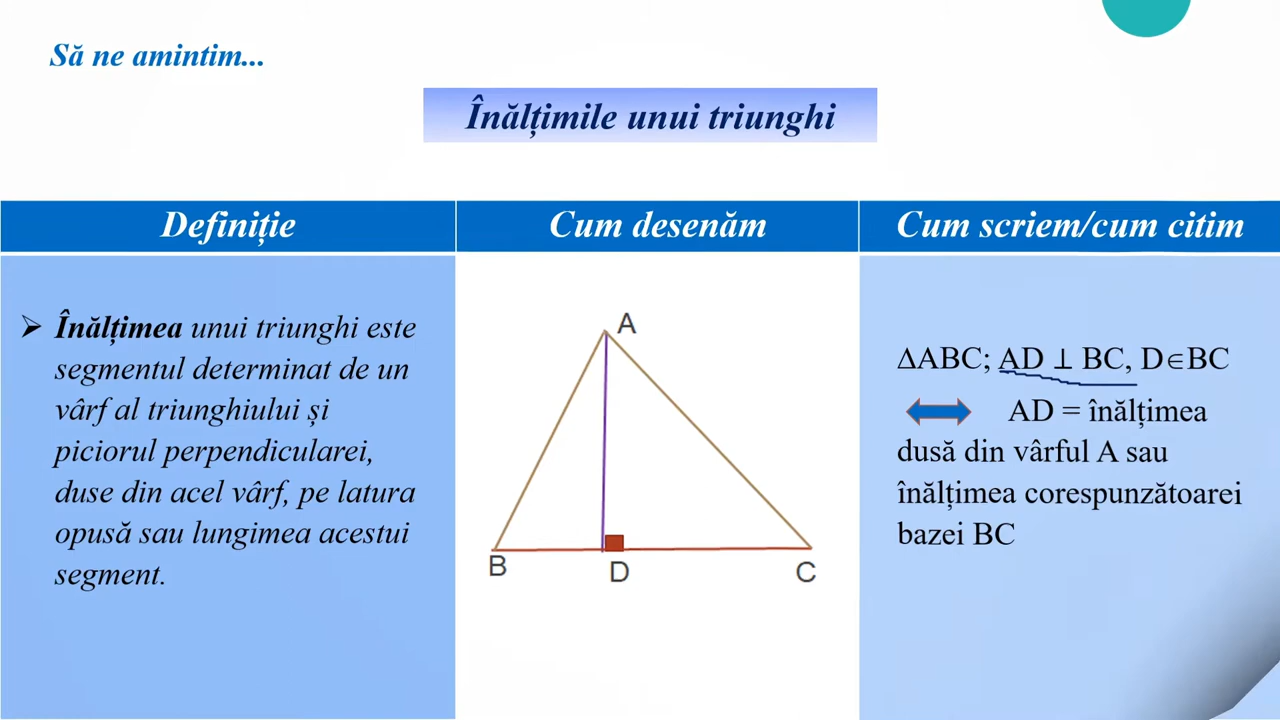 Să ne amintim...
Înălțimile unui triunghi
Definiție
Cum desenăm
Cum scriem/cum citim
➢ Înălțimea unui triunghi este
segmentul determinat de un
vârf al triunghiului și
piciorul perpendicularei,
duse din acel vârf, pe latura
opusă sau lungimea acestui
segment.
A
B
D
C
ΔABC; AD ⊥ BC, D∈BC
AD = înălțimea
dusă din vârful A sau
înălțimea corespunzătoarei
bazei BC